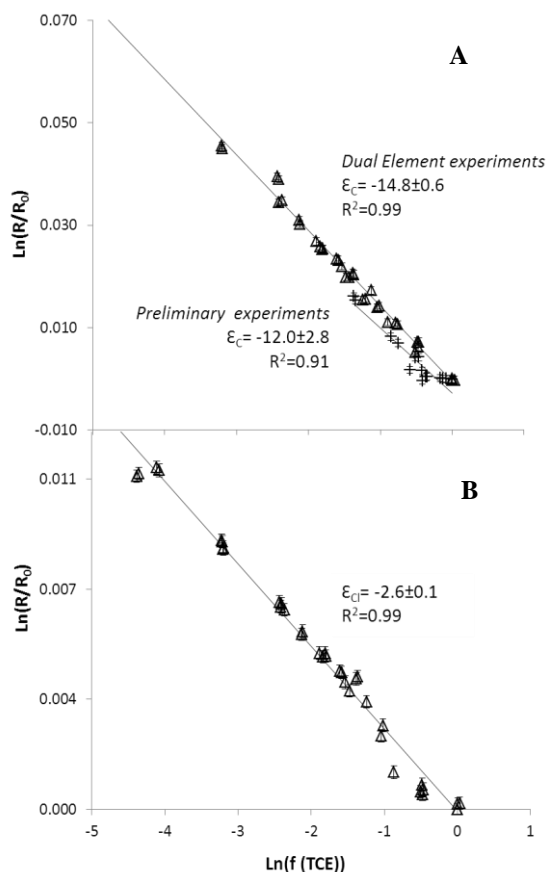 0.070
A
0.050
Dual Element experiments
ƐC= -14.8±0.6
R²=0.99
Ln(R/R0)
0.030
Preliminary experiments
ƐC= -12.0±2.8
R²=0.91
0.010
-0.010
B
0.011
ƐCl= -2.6±0.1
R²=0.99
Ln(R/R0)
0.007
0.004
0.000
-5 -4 -3 -2 -1 0 1
Ln(f (TCE))